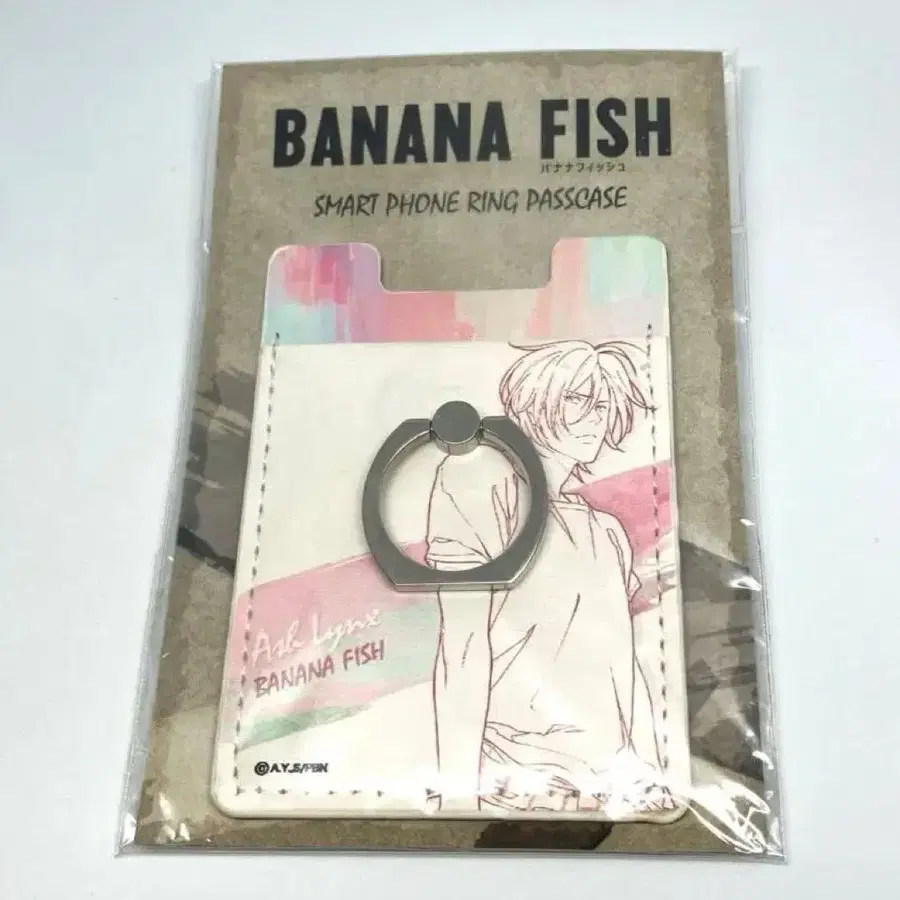 BANANA FISH
バナナフィッシュ
SMART PHONE RING PASSCASE
Ash Lynx
BANANA FISH
©A.Y,S/PBN